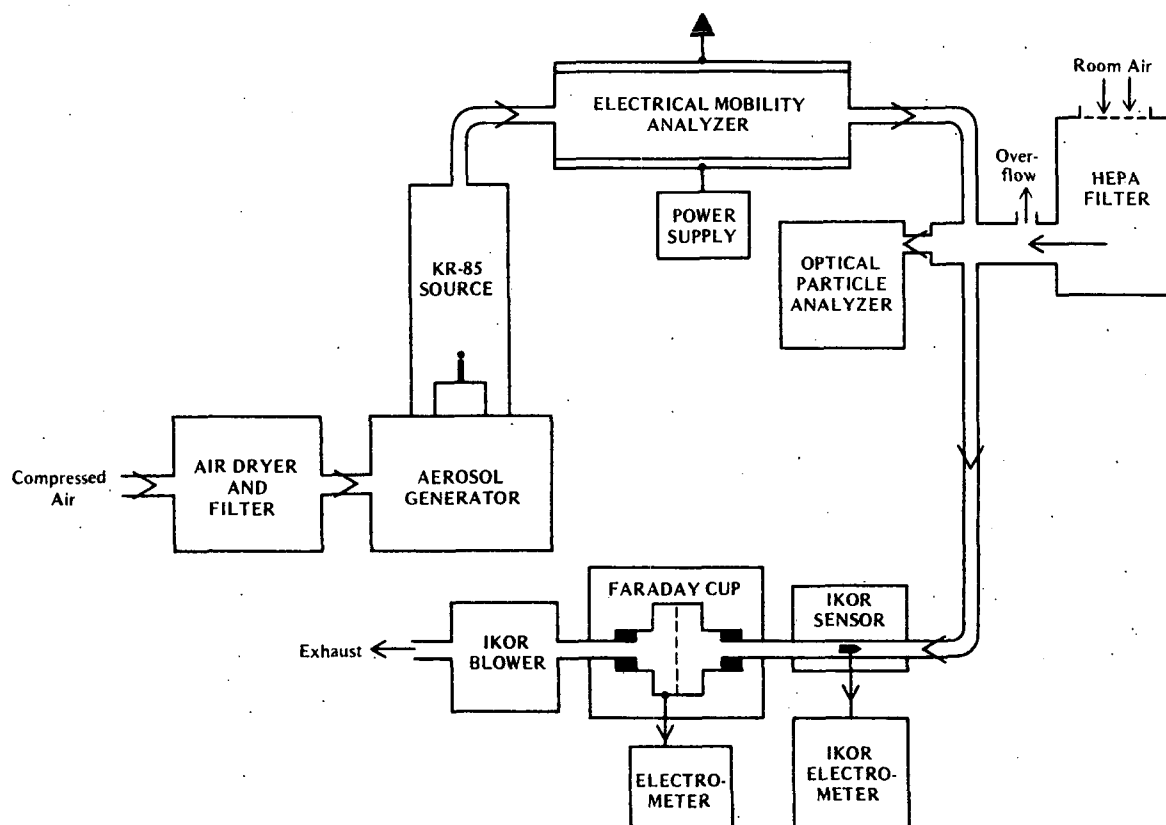 ELECTRICAL MOBILITY
ANALYZER
Room Air
Over-
flow
HEPA
FILTER
POWER
SUPPLY
KR-85
SOURCE
OPTICAL
PARTICLE
ANALYZER
Compressed
Air
AIR DRYER
AND
FILTER
AEROSOL
GENERATOR
FARADAY CUP
IKOR
SENSOR
Exhaust
IKOR
BLOWER
ELECTRO-
METER
IKOR
ELECTRO-
METER